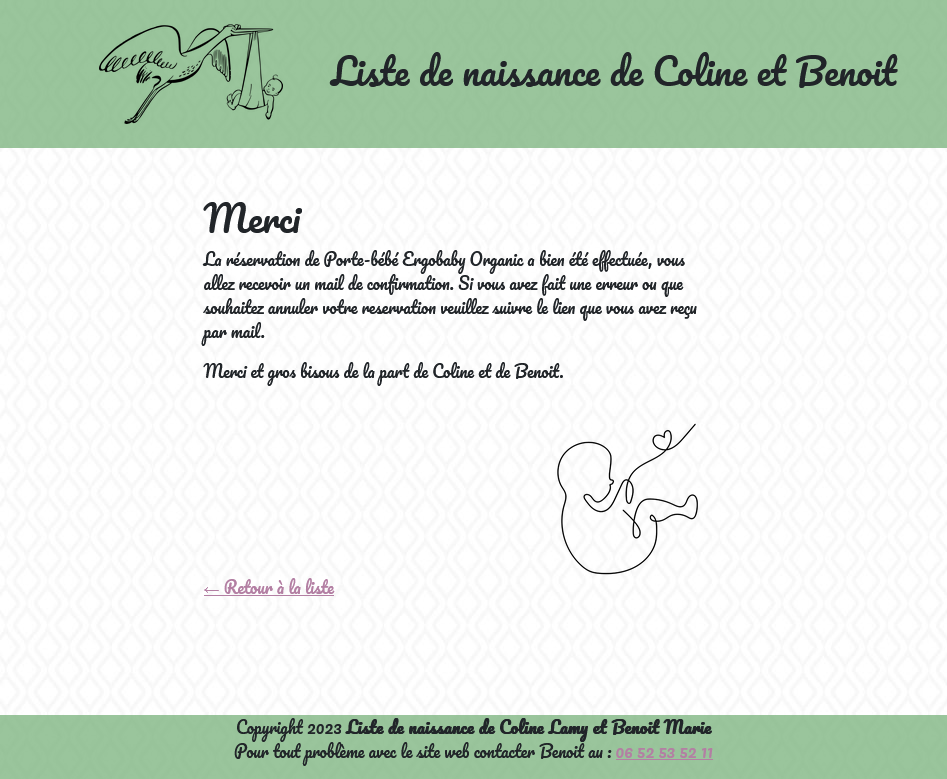 Liste de naissance de Coline et Benoit
Merci
La réservation de Porte-bébé Ergobaby Organic a bien été effectuée, vous
allez recevoir un mail de confirmation. Si vous avez fait une erreur ou que
souhaitez annuler votre reservation veuillez suivre le lien que vous avez reçu
par mail.
Merci et gros bisous de la part de Coline et de Benoit.
← Retour à la liste
Copyright 2023 Liste de naissance de Coline Lamy et Benoit Marie
Pour tout problème avec le site web contacter Benoit au : 06 52 53 52 11